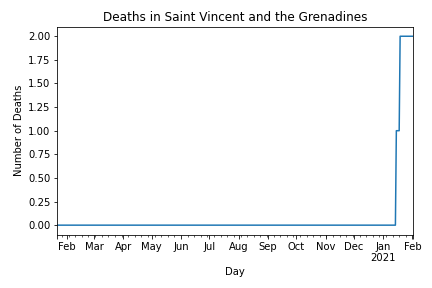 Deaths in Saint Vincent and the Grenadines
2.00
1.75
1.50
1.25
1.00
0.75
0.50
0.25
0.00
Number of Deaths
Feb Mar Apr May Jun Jul Aug Sep Oct Nov Dec Jan Feb
2021
Day